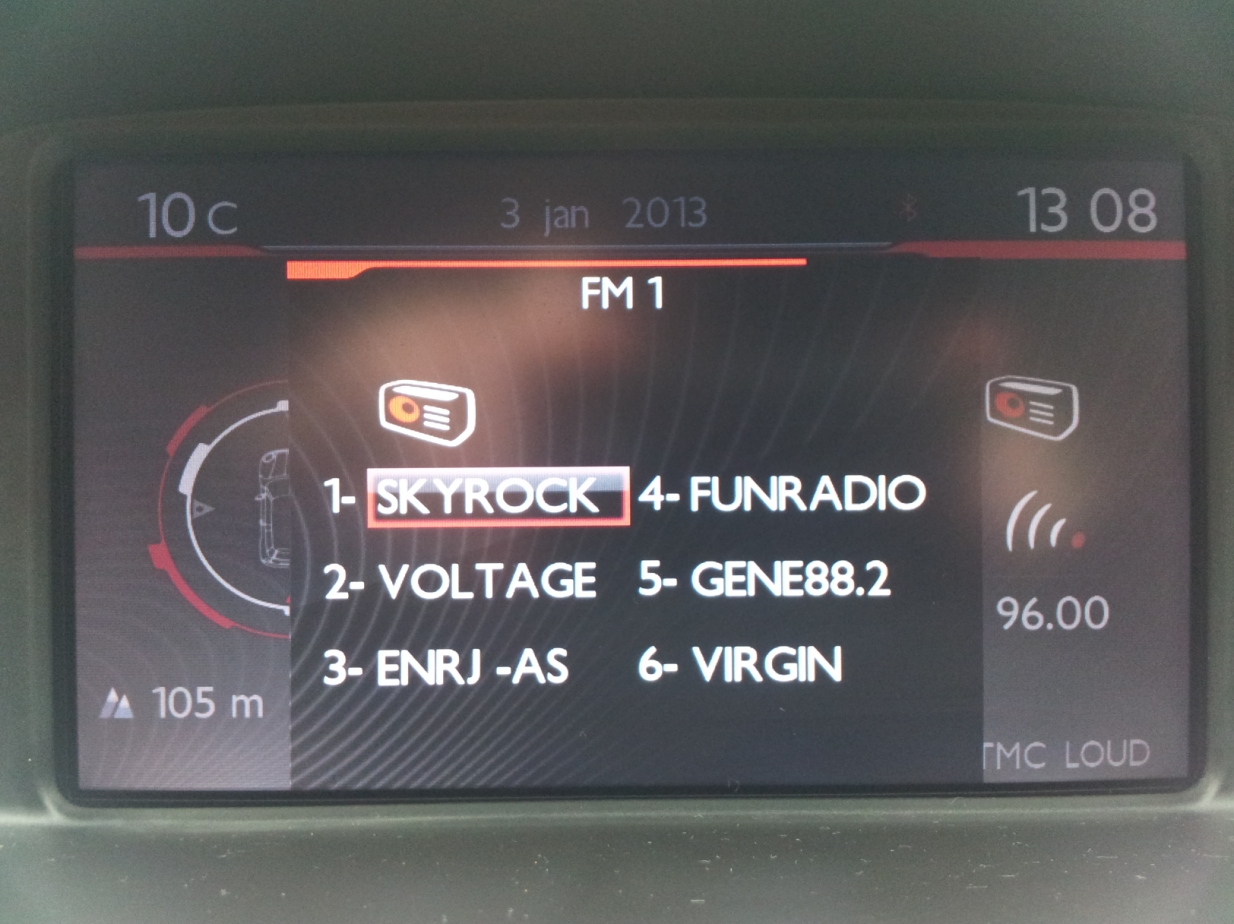 10 C 3 jan 2013 13 08
FM 1
1- SKYROCK 4- FUNRADIO
2- VOLTAGE 5- GENE88.2
3- ENRJ -AS 6- VIRGIN
96.00
105 m
TMC LOUD